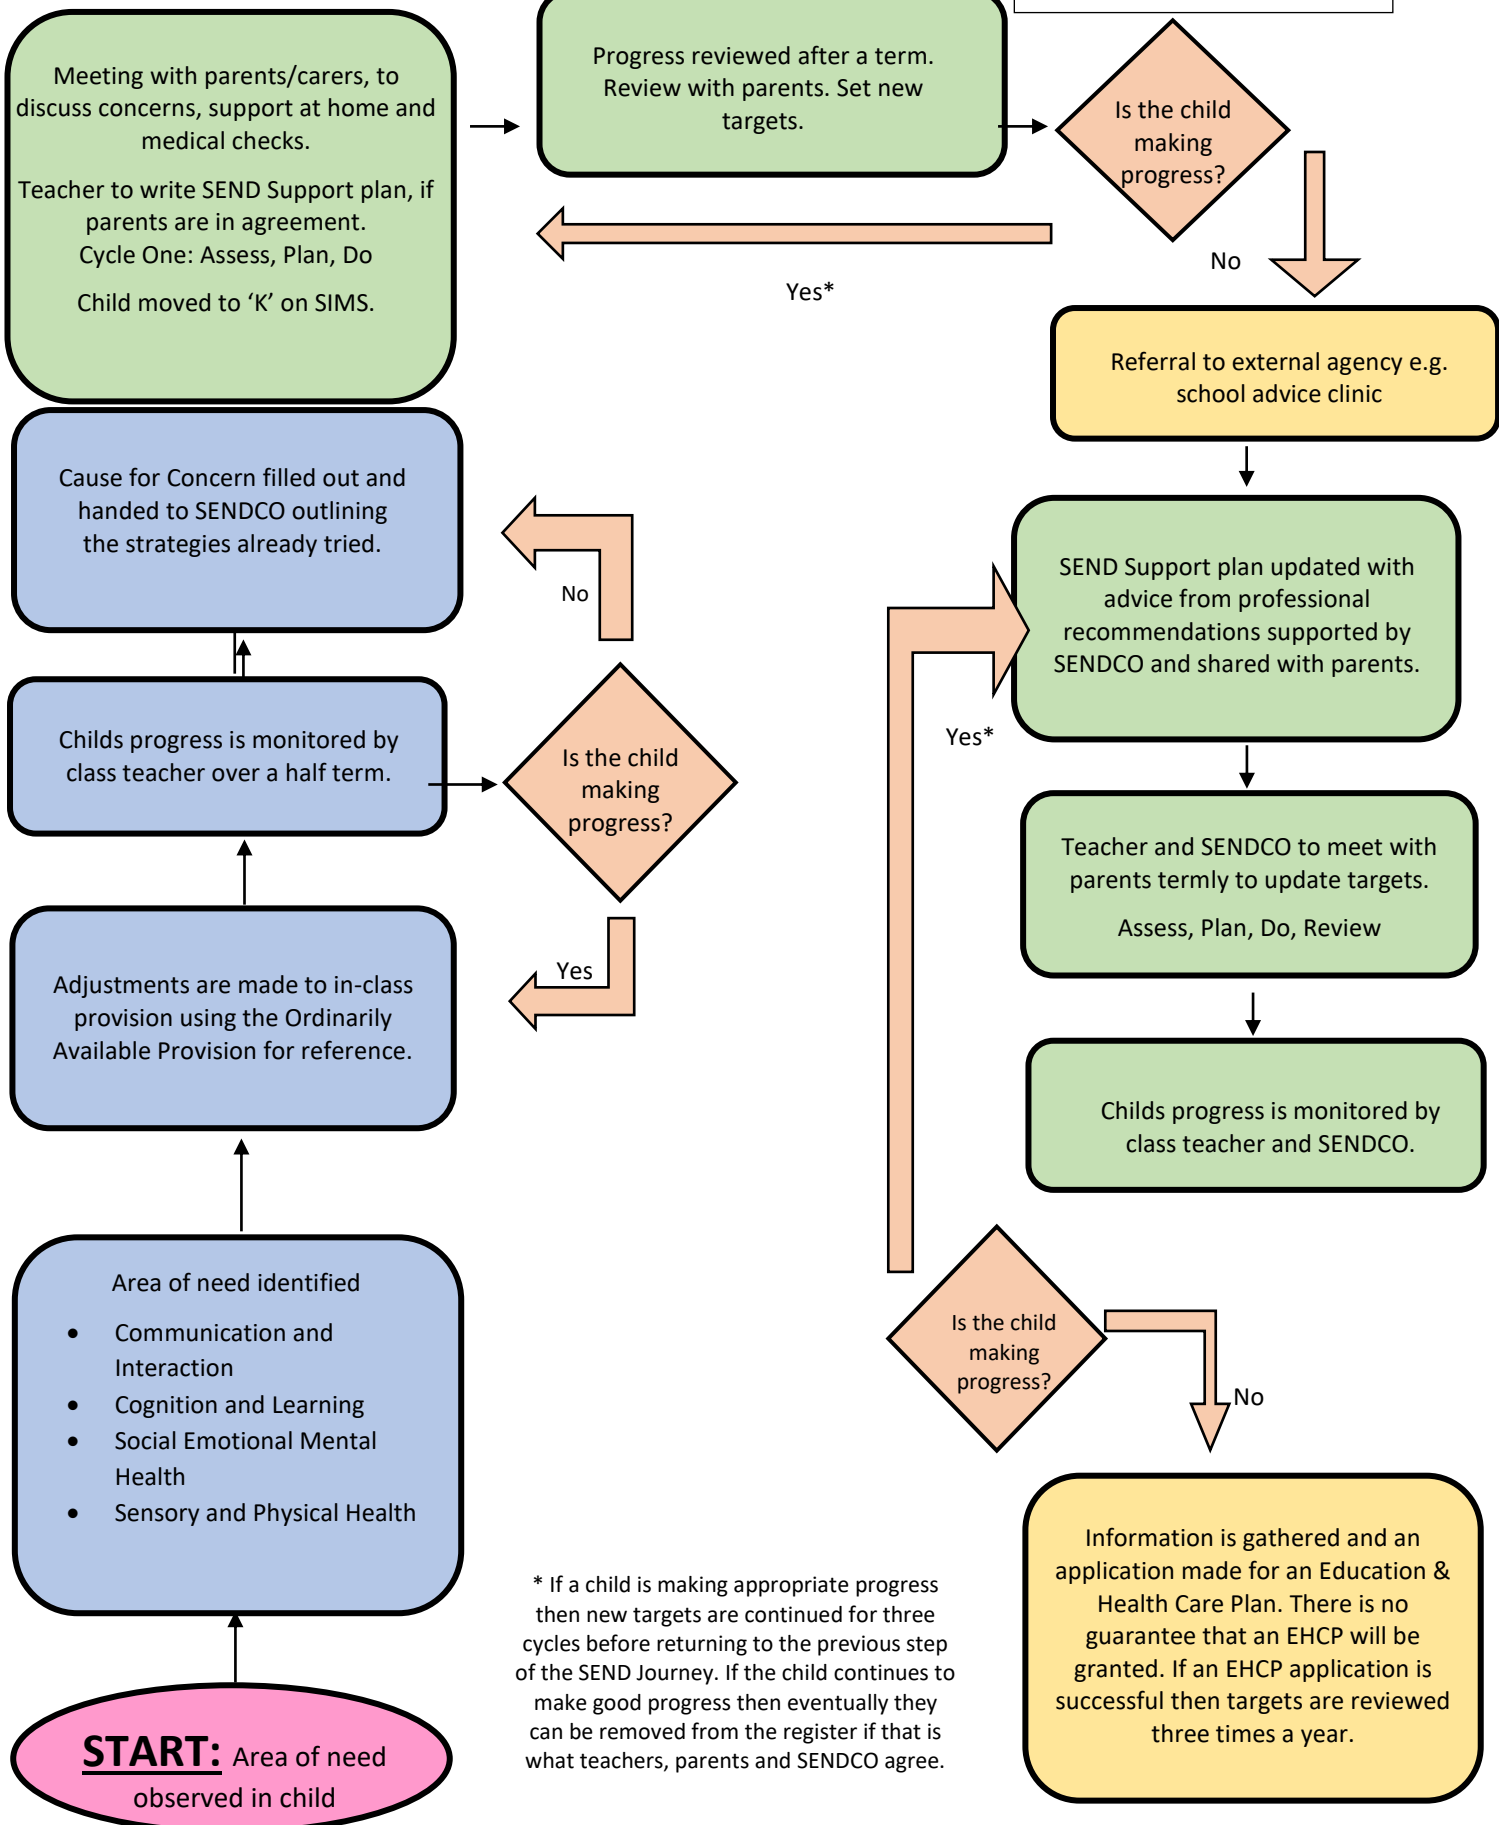 START: Area of need
observed in child
Area of need identified
• Communication and
Interaction
• Cognition and Learning
• Social Emotional Mental
Health
• Sensory and Physical Health
Adjustments are made to in-class
provision using the Ordinarily
Available Provision for reference.
Childs progress is monitored by
class teacher over a half term.
Is the child
making
progress?
Yes
No
Cause for Concern filled out and
handed to SENDCO outlining
the strategies already tried.
Meeting with parents/carers, to
discuss concerns, support at home and
medical checks.
Teacher to write SEND Support plan, if
parents are in agreement.
Cycle One: Assess, Plan, Do
Child moved to ‘K’ on SIMS.
Progress reviewed after a term.
Review with parents. Set new
targets.
Is the child
making
progress?
Yes*
No
Referral to external agency e.g.
school advice clinic
SEND Support plan updated with
advice from professional
recommendations supported by
SENDCO and shared with parents.
Teacher and SENDCO to meet with
parents termly to update targets.
Assess, Plan, Do, Review
Childs progress is monitored by
class teacher and SENDCO.
Is the child
making
progress?
Yes*
No
Information is gathered and an
application made for an Education &
Health Care Plan. There is no
guarantee that an EHCP will be
granted. If an EHCP application is
successful then targets are reviewed
three times a year.
* If a child is making appropriate progress
then new targets are continued for three
cycles before returning to the previous step
of the SEND Journey. If the child continues to
make good progress then eventually they
can be removed from the register if that is
what teachers, parents and SENDCO agree.